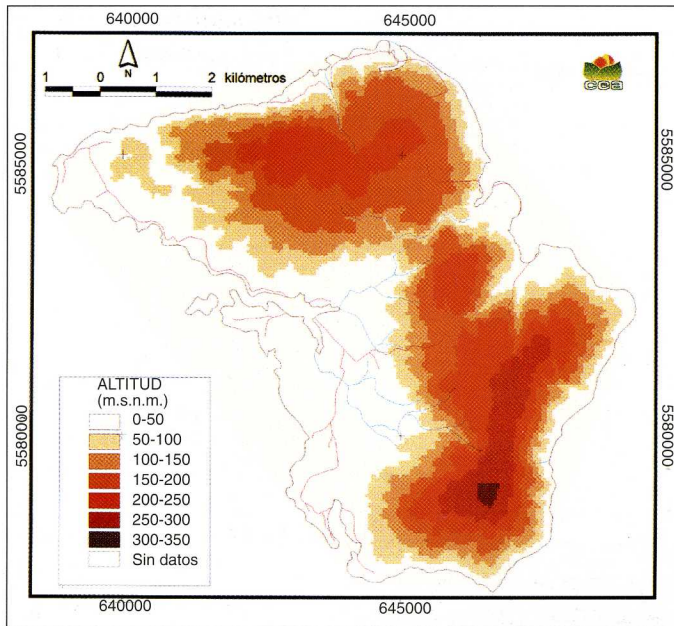 640000 645000
N
1 0 1 2 kilómetros
cea
5585000 5585000
5580000 5580000
ALTITUD
(m.s.n.m.)
0-50
50-100
100-150
150-200
200-250
250-300
300-350
Sin datos
640000 645000